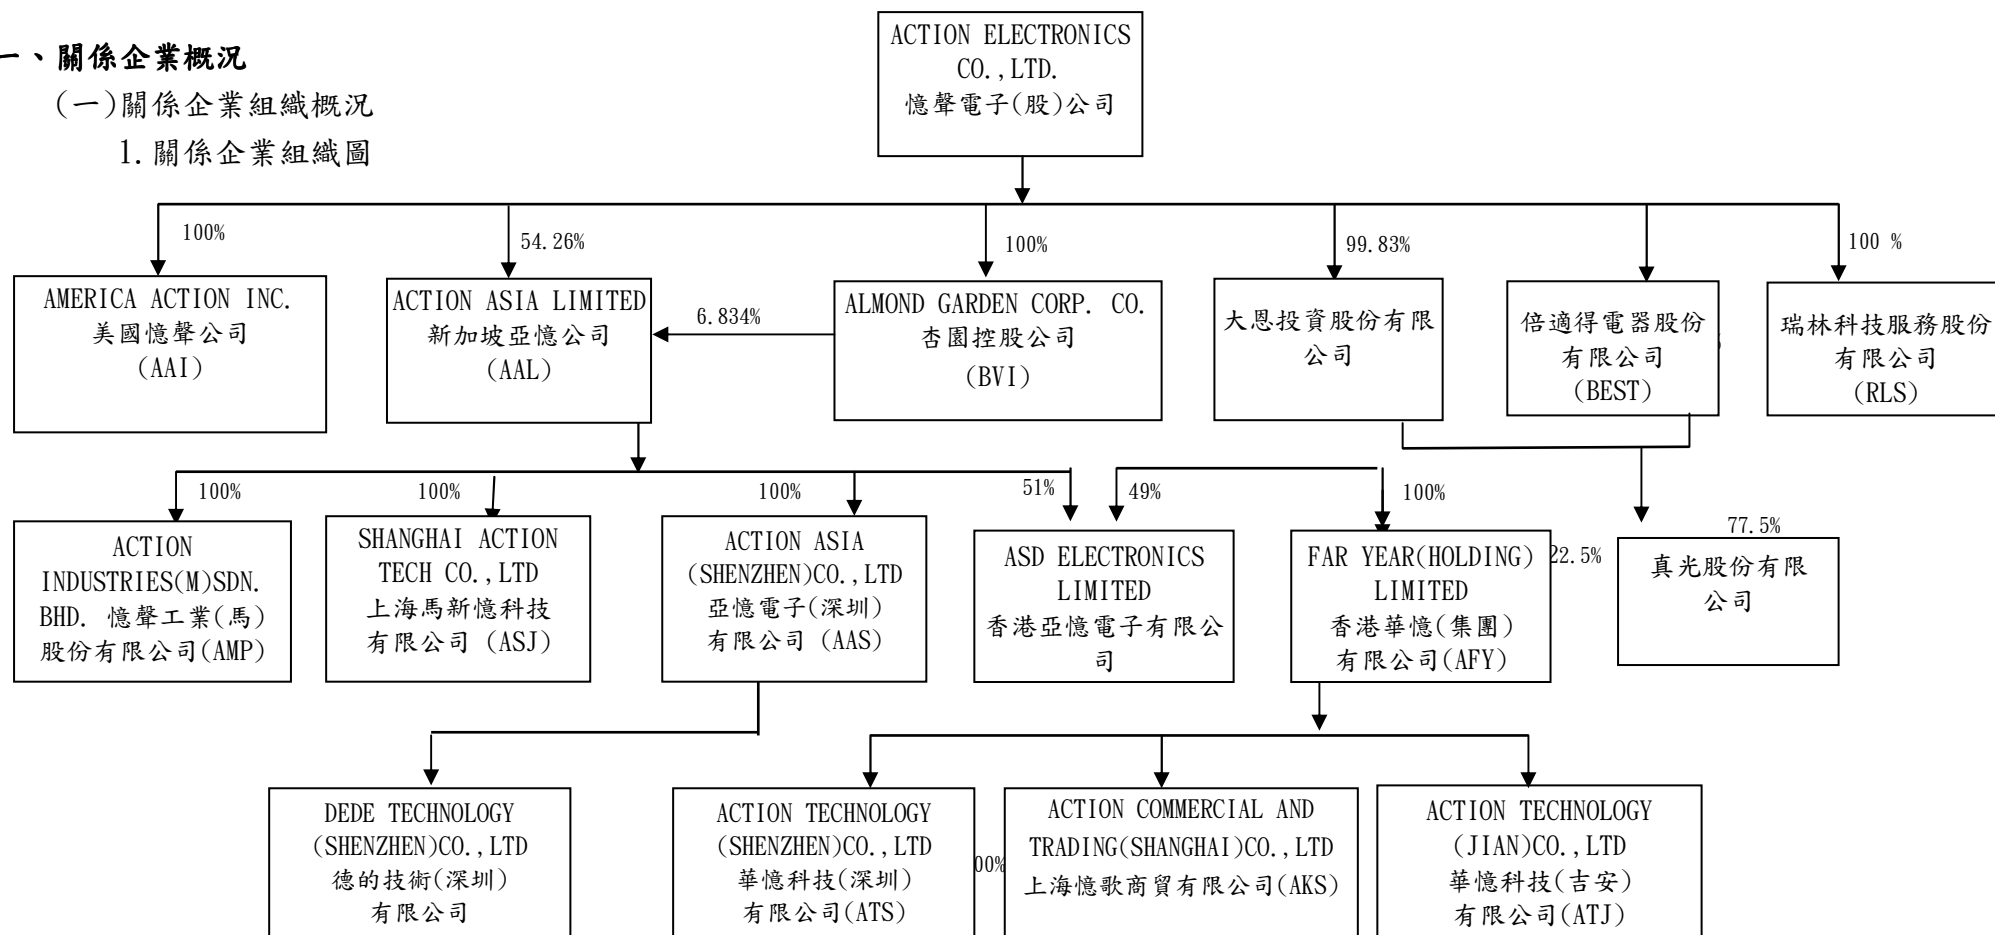 ACTION ELECTRONICS
CO.,LTD.
憶聲電子(股)公司
一、關係企業概況
(一)關係企業組織概況
1.關係企業組織圖
100%
54.26%
100%
99.83%
100 %
AMERICA ACTION INC.
美國憶聲公司
(AAI)
ACTION ASIA LIMITED
新加坡亞憶公司
(AAL)
6.834%
ALMOND GARDEN CORP. CO.
杏園控股公司
(BVI)
大恩投資股份有限
公司
倍適得電器股份
有限公司
(BEST)
瑞林科技服務股份
有限公司
(RLS)
100%
100%
100%
51%
49%
100%
ACTION
INDUSTRIES(M)SDN.
BHD. 憶聲工業(馬)
股份有限公司(AMP)
SHANGHAI ACTION
TECH CO.,LTD
上海馬新憶科技
有限公司 (ASJ)
ACTION ASIA
(SHENZHEN)CO.,LTD
亞憶電子(深圳)
有限公司 (AAS)
ASD ELECTRONICS
LIMITED
香港亞憶電子有限公
司
FAR YEAR(HOLDING)
LIMITED
香港華憶(集團)
有限公司(AFY)
22.5%
77.5%
真光股份有限
公司
DEDE TECHNOLOGY
(SHENZHEN)CO.,LTD
德的技術(深圳)
有限公司
ACTION TECHNOLOGY
(SHENZHEN)CO.,LTD
華憶科技(深圳)
有限公司(ATS)
00%
ACTION COMMERCIAL AND
TRADING(SHANGHAI)CO.,LTD
上海憶歌商貿有限公司(AKS)
ACTION TECHNOLOGY
(JIAN)CO.,LTD
華憶科技(吉安)
有限公司(ATJ)